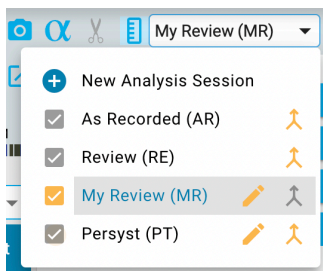 α
My Review (MR)
New Analysis Session
As Recorded (AR)
Review (RE)
My Review (MR)
Persyst (PT)
t